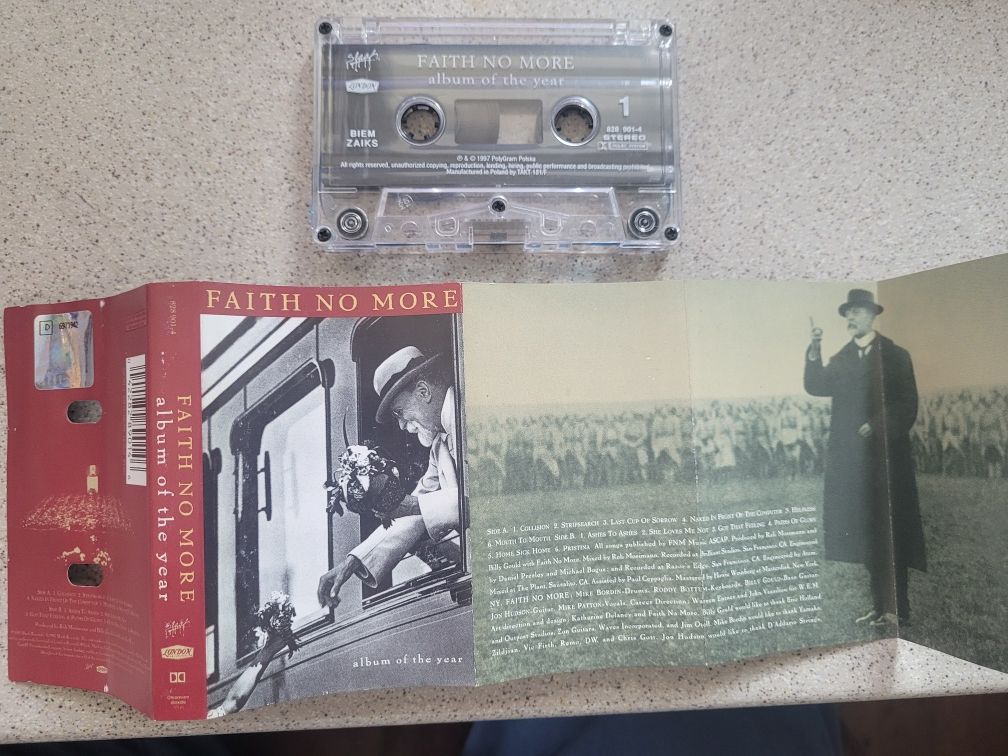 Slash
FAITH NO MORE
album of the year
LONDON
1
BIEM
ZAIKS
828 901-4
STEREO
DOLBY SYSTEM
℗ & © 1997 PolyGram Polska
All rights reserved, unauthorized copying, reproduction, lending, hiring, public performance and broadcasting prohibited
Manufactured in Poland by TAKT
D
828 901-4
FAITH NO MORE
album of the year
LONDON
FAITH NO MORE
album of the year
Side A. 1. Collision 2. Stripsearch 3. Last Cup Of Sorrow 4. Naked In Front Of The Computer 5. Helpless
6. Mouth To Mouth Side B. 1. Ashes To Ashes 2. She Loves Me Not 3. Got That Feeling 4. Paths Of Glory
5. Home Sick Home 6. Pristina All songs published by FNM Music ASCAP. Produced by Roli Mosimann and
Billy Gould with Faith No More. Mixed by Roli Mosimann. Recorded at Brilliant Studios, San Francisco, CA. Engineered
by Daniel Presley and Michael Bogus; and Recorded at Razor's Edge, San Francisco, CA. Engineered by Atom.
Mixed at The Plant, Sausalito, CA. Assisted by Mastered by Howie Weinberg at Masterdisk, New York,
NY. FAITH NO MORE: Mike Bordin-Drums, Roddy Bottum-Keyboards, Billy Gould-Bass Guitar
Jon Hudson-Guitar, Mike Patton-Vocals. Career Direction: Warren Entner and John Vassiliou for W.E.M
Art direction and design: Katherine Delaney and Faith No More. Billy Gould would like to thank Eric Holland
and Outpost Studios, Zon Guitars, Wayco Incorporated, and Jim Otell. Mike Bordin would like to thank Yamaha,
Zildjian, Vic Firth, Remo, D.W. and Chris Goss. Jon Hudson would like to thank D'Addario Strings,